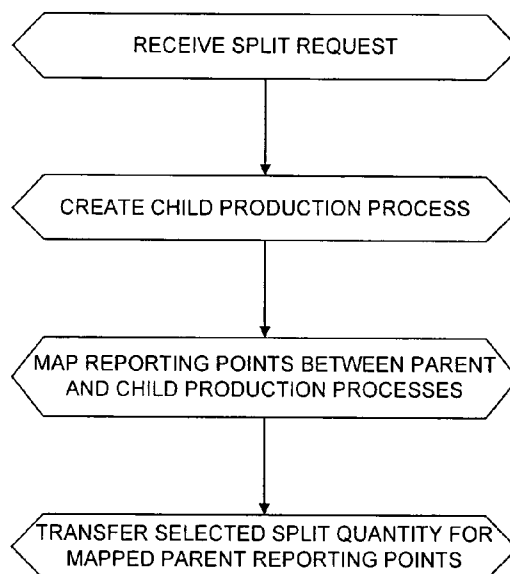 RECEIVE SPLIT REQUEST
CREATE CHILD PRODUCTION PROCESS
MAP REPORTING POINTS BETWEEN PARENT
AND CHILD PRODUCTION PROCESSES
TRANSFER SELECTED SPLIT QUANTITY FOR
MAPPED PARENT REPORTING POINTS